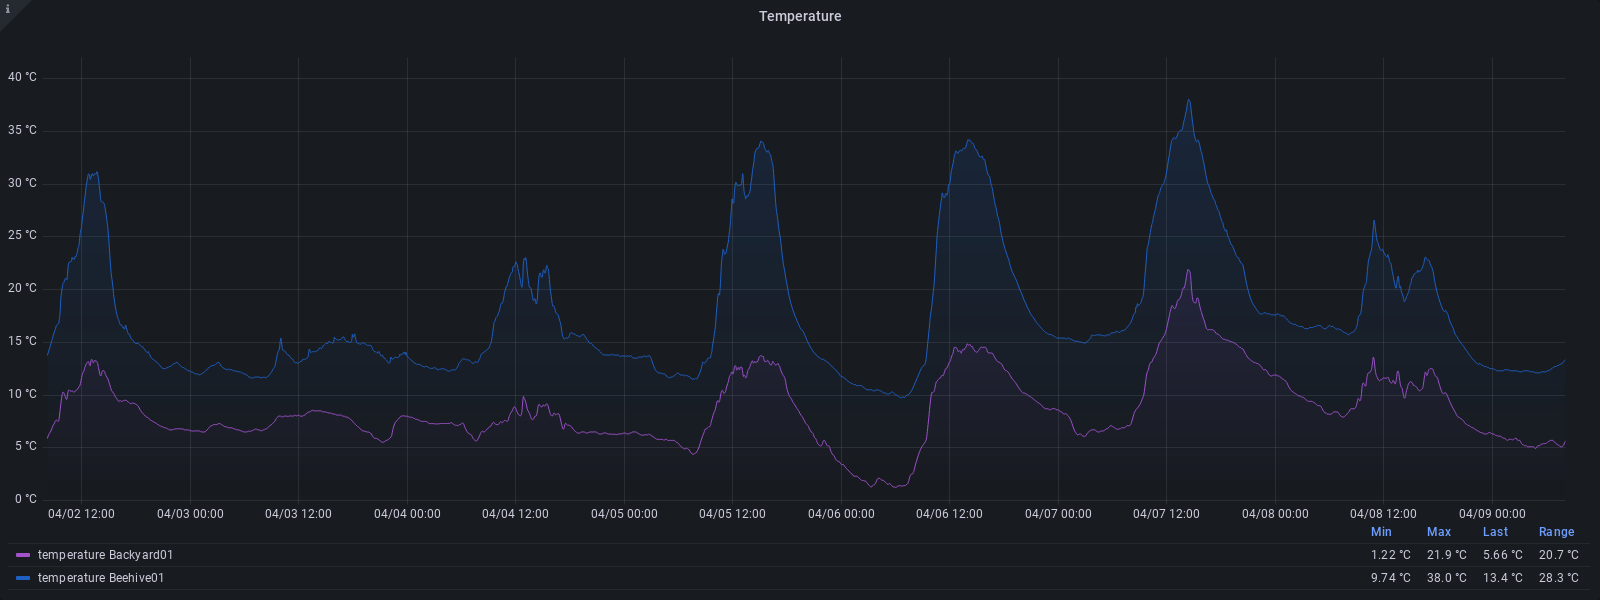 i
Temperature
40 °C
35 °C
30 °C
25 °C
20 °C
15 °C
10 °C
5 °C
0 °C
04/02 12:00 04/03 00:00 04/03 12:00 04/04 00:00 04/04 12:00 04/05 00:00 04/05 12:00 04/06 00:00 04/06 12:00 04/07 00:00 04/07 12:00 04/08 00:00 04/08 12:00 04/09 00:00
Min Max Last Range
temperature Backyard01 1.22 °C 21.9 °C 5.66 °C 20.7 °C
temperature Beehive01 9.74 °C 38.0 °C 13.4 °C 28.3 °C